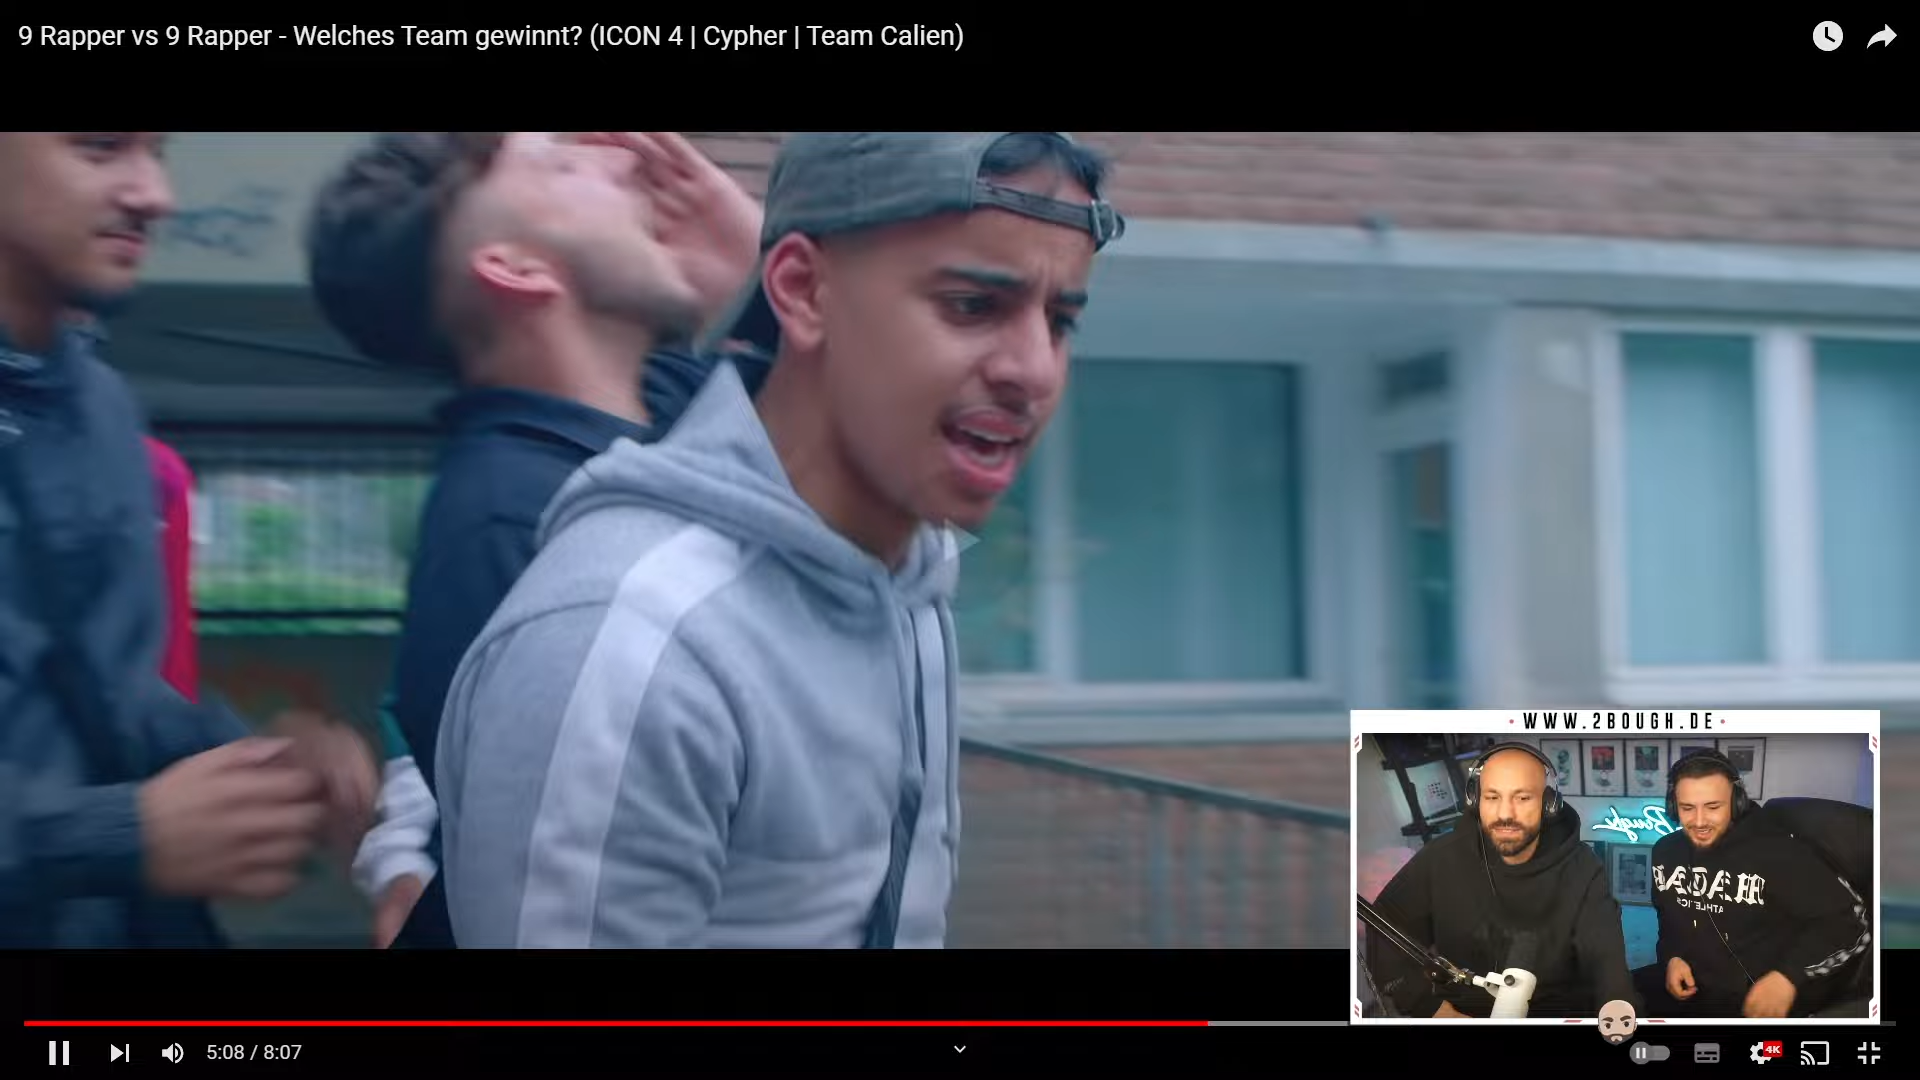 9 Rapper vs 9 Rapper - Welches Team gewinnt? (ICON 4 | Cypher | Team Calien)
WWW.2BOUGH.DE
5:08 / 8:07
4K